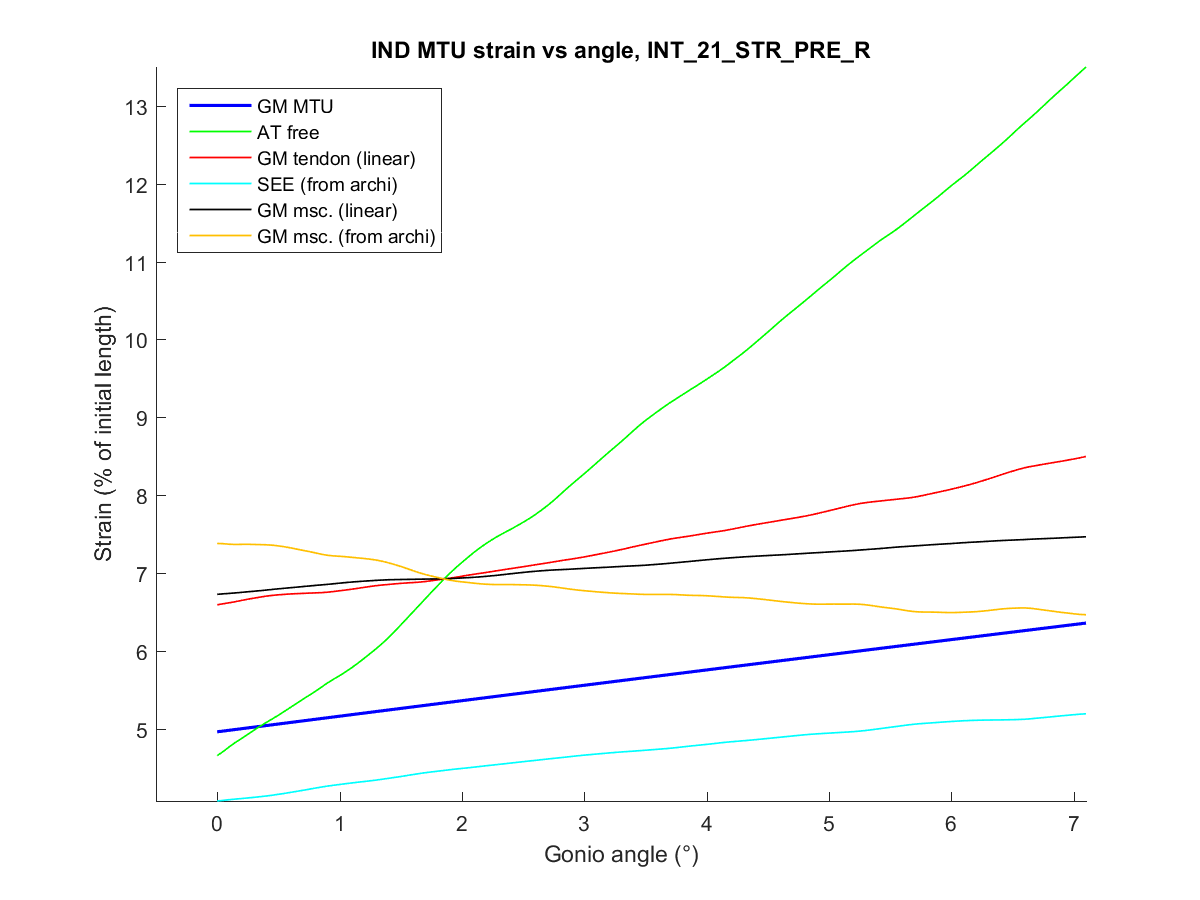 IND MTU strain vs angle, INT_21_STR_PRE_R
GM MTU
AT free
GM tendon (linear)
SEE (from archi)
GM msc. (linear)
GM msc. (from archi)
Strain (% of initial length)
13
12
11
10
9
8
7
6
5
0 1 2 3 4 5 6 7
Gonio angle (°)